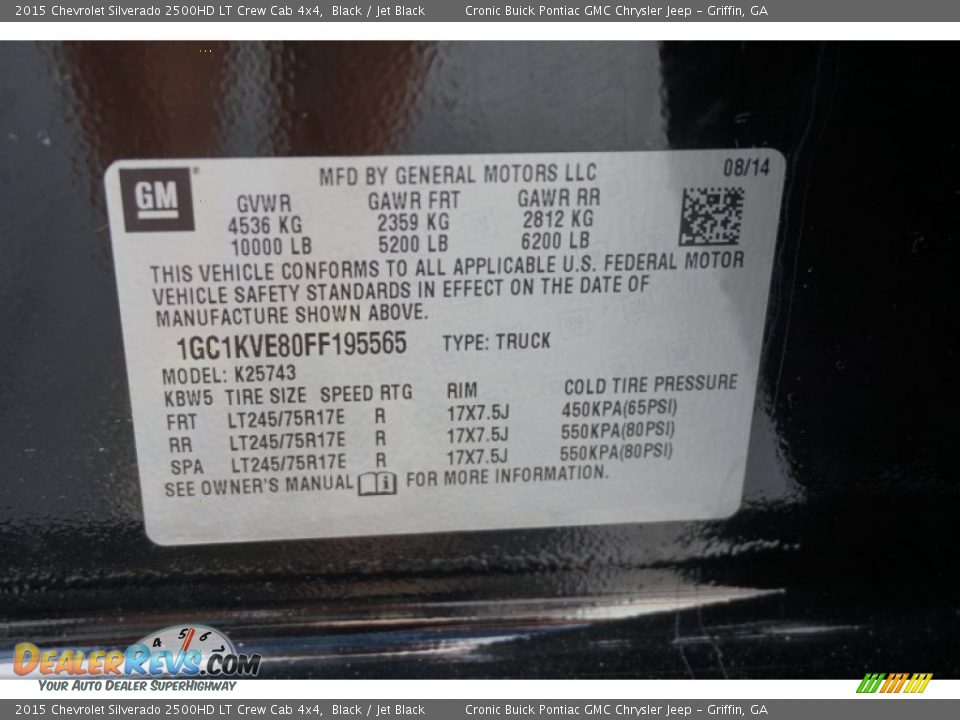 2015 Chevrolet Silverado 2500HD LT Crew Cab 4x4, Black / Jet Black Cronic Buick Pontiac GMC Chrysler Jeep - Griffin, GA
GM
MFD BY GENERAL MOTORS LLC 08/14
GVWR GAWR FRT GAWR RR
4536 KG 2359 KG 2812 KG
10000 LB 5200 LB 6200 LB
THIS VEHICLE CONFORMS TO ALL APPLICABLE U.S. FEDERAL MOTOR
VEHICLE SAFETY STANDARDS IN EFFECT ON THE DATE OF
MANUFACTURE SHOWN ABOVE.
1GC1KVE80FF195565 TYPE: TRUCK
MODEL: K25743
KBW5 TIRE SIZE SPEED RTG RIM COLD TIRE PRESSURE
FRT LT245/75R17E R 17X7.5J 450KPA(65PSI)
RR LT245/75R17E R 17X7.5J 550KPA(80PSI)
SPA LT245/75R17E R 17X7.5J 550KPA(80PSI)
SEE OWNER'S MANUAL FOR MORE INFORMATION.
4 5 6
DealerRevs.com
Your Auto Dealer SuperHighway
2015 Chevrolet Silverado 2500HD LT Crew Cab 4x4, Black / Jet Black Cronic Buick Pontiac GMC Chrysler Jeep - Griffin, GA